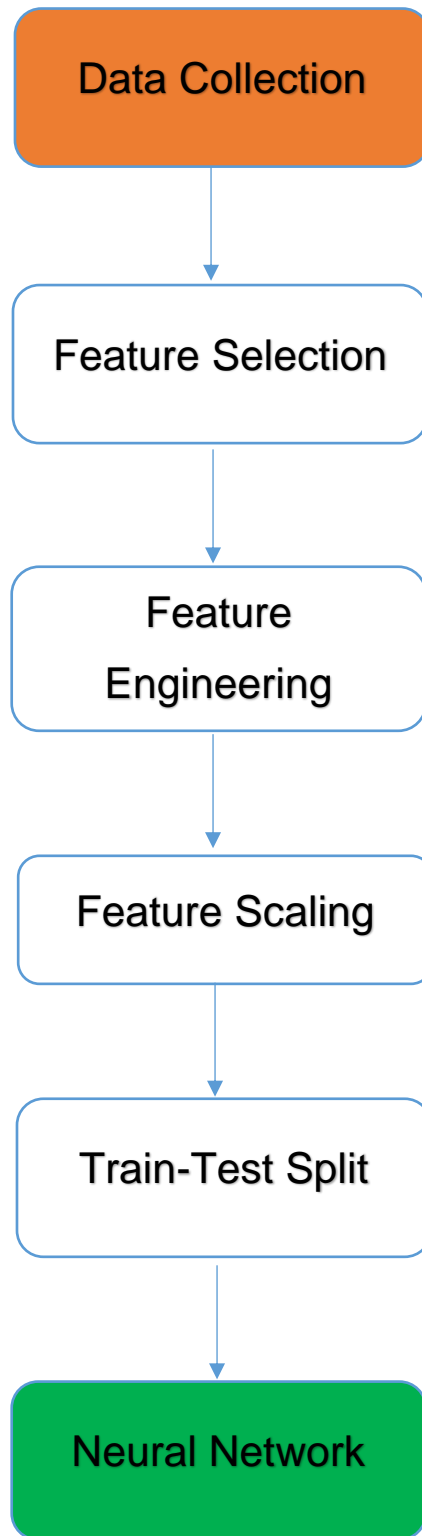 Data Collection
Feature Selection
Feature
Engineering
Feature Scaling
Train-Test Split
Neural Network